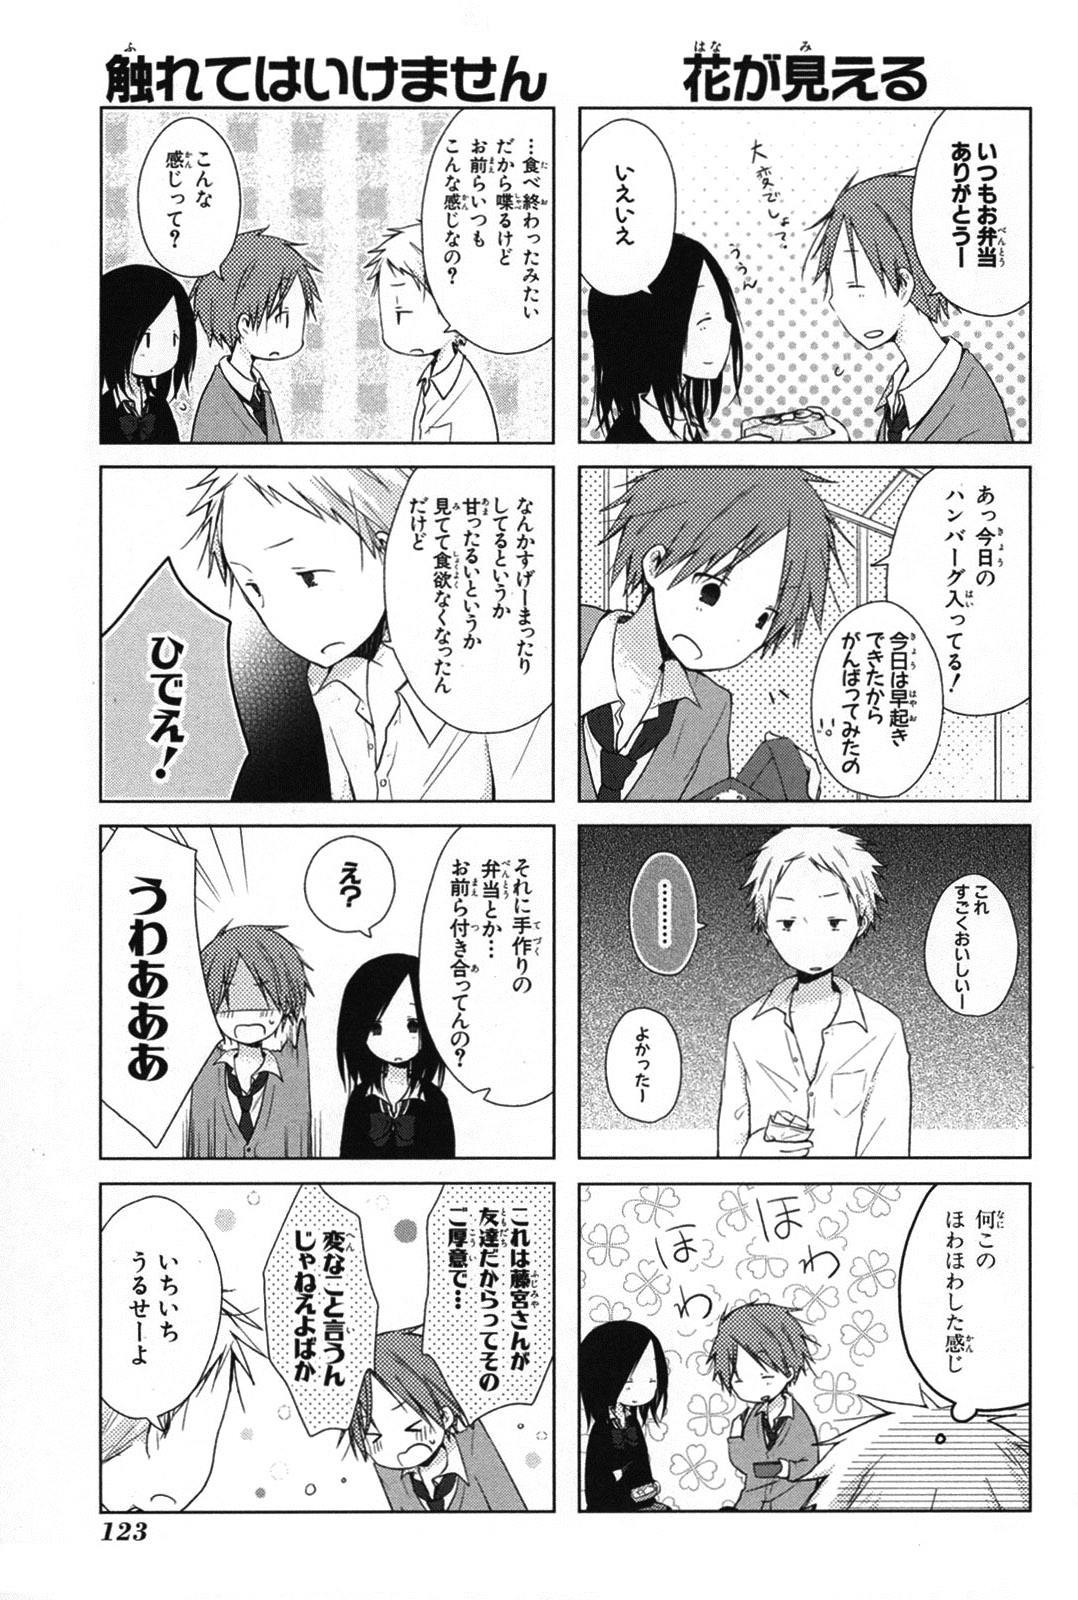 花が見える
いつもお弁当
ありがとうー
大変でしょ?
ううん
いえいえ
あっ今日の
ハンバーグ入ってる!
今日は早起き
できたから
がんばってみたの
これ
すごくおいしいー
………
よかったー
何この
ほわほわした感じ
ほわ
ほわ
触れてはいけません
…食べ終わったみたい
だから喋るけど
お前らいつも
こんな感じなの?
こんな
感じって?
なんかすげーまったり
してるというか
甘ったるいというか
見てて食欲なくなったん
だけど
ひでえ!
それに手作りの
弁当とか…
お前ら付き合ってんの?
え?
うわあああ
これは藤宮さんが
友達だからってその
ご厚意で…
変なこと言うん
じゃねえよばか
いちいち
うるせーよ
123